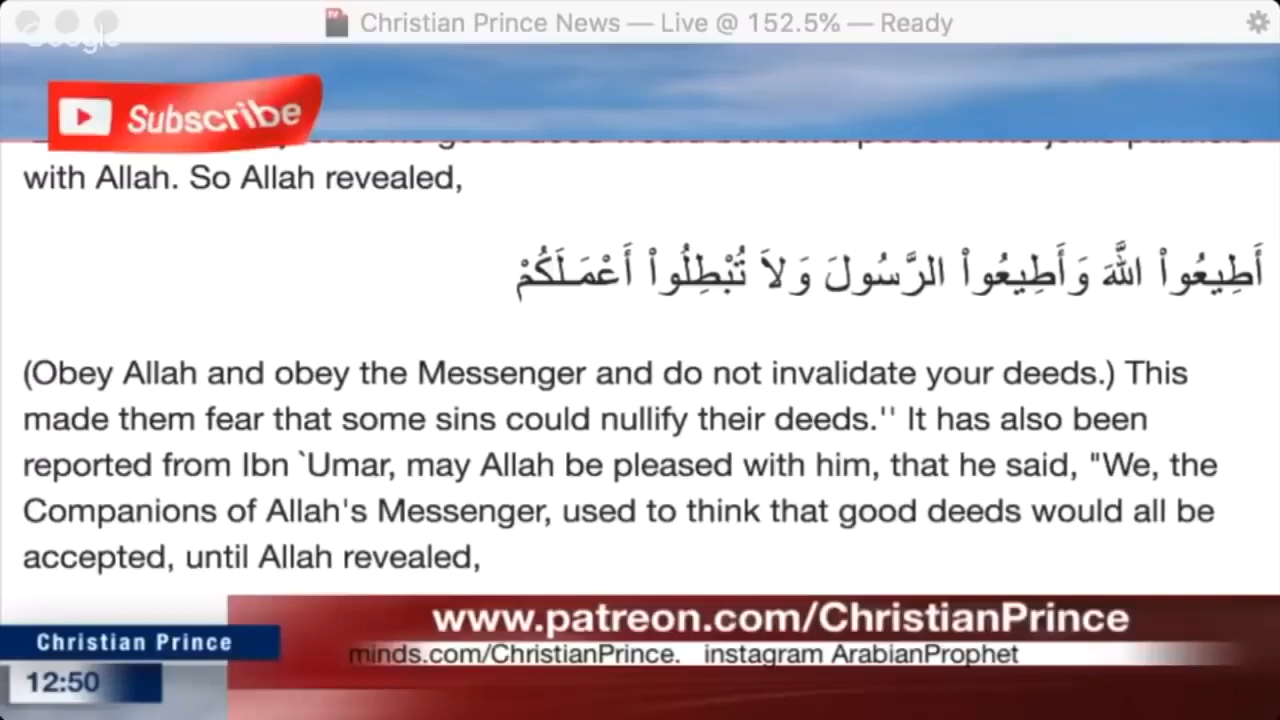 Christian Prince News — Live @ 152.5% — Ready
Google
Subscribe
with Allah. So Allah revealed,
أَطِيعُواْ اللَّهَ وَأَطِيعُواْ الرَّسُولَ وَلاَ تُبْطِلُواْ أَعْمَـلَكُمْ
(Obey Allah and obey the Messenger and do not invalidate your deeds.) This
made them fear that some sins could nullify their deeds.'' It has also been
reported from Ibn `Umar, may Allah be pleased with him, that he said, "We, the
Companions of Allah's Messenger, used to think that good deeds would all be
accepted, until Allah revealed,
www.patreon.com/ChristianPrince
Christian Prince
minds.com/ChristianPrince. instagram ArabianProphet
12:50